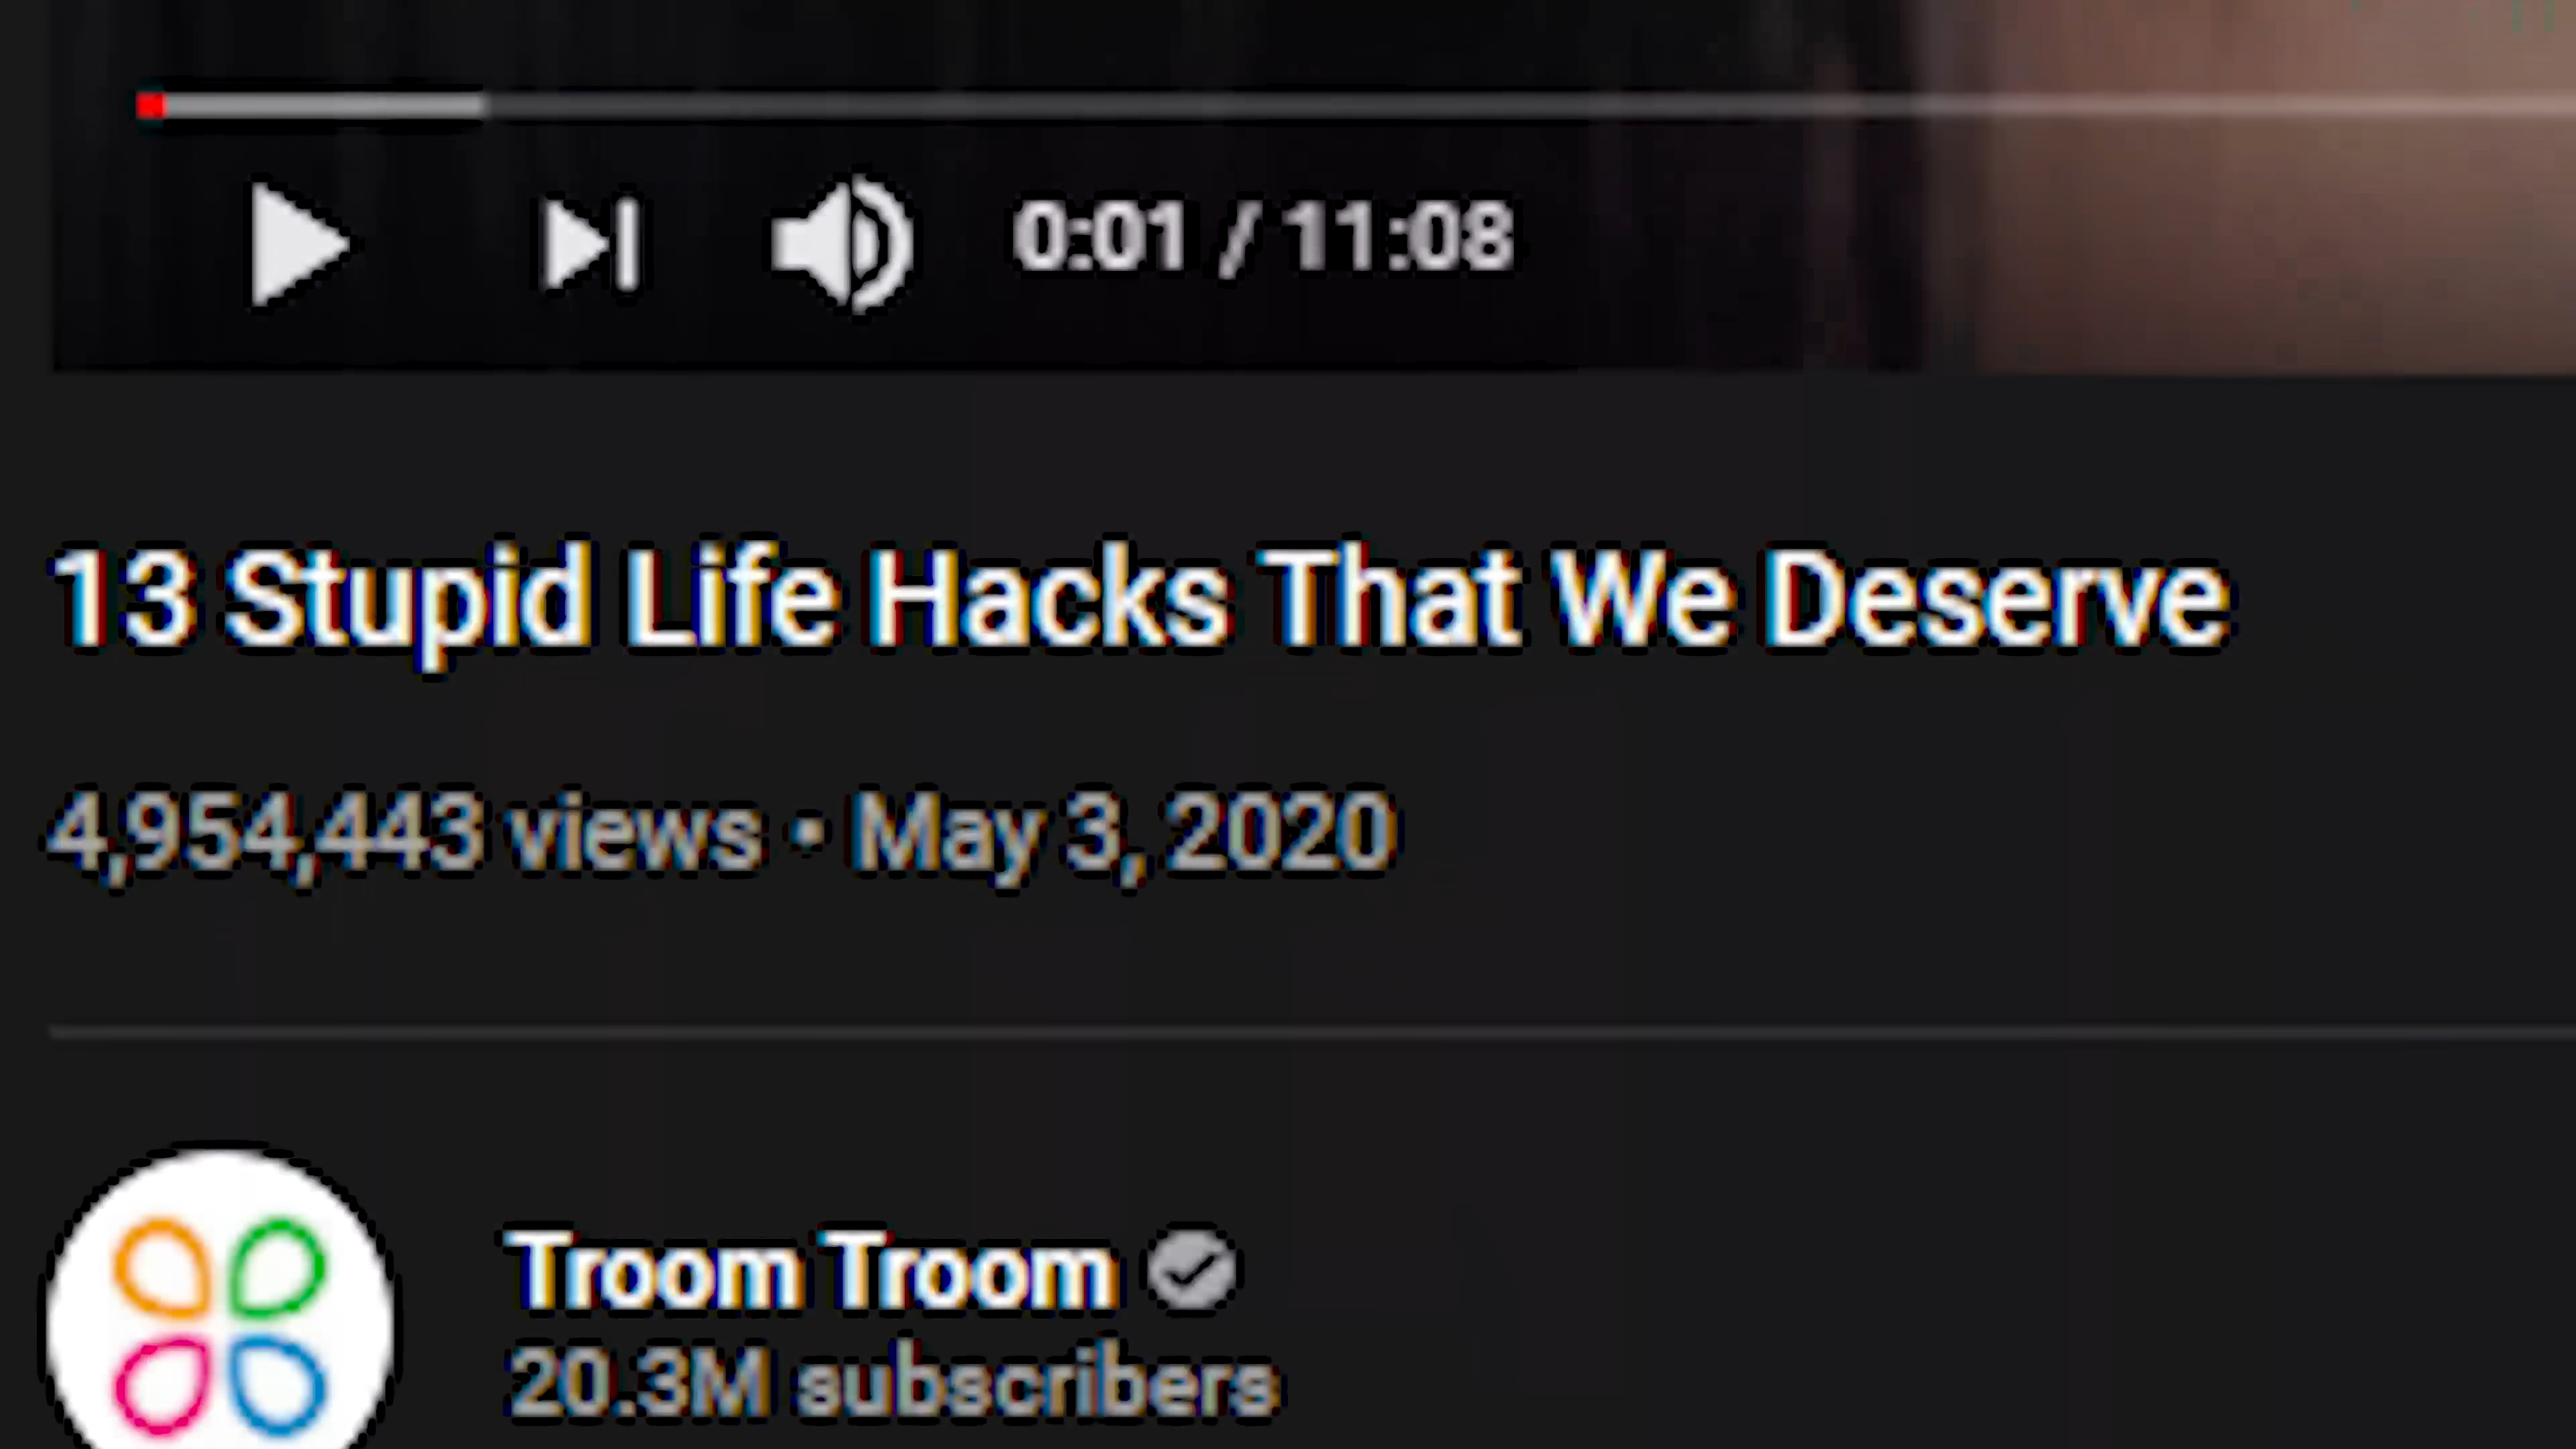 0:01 / 11:08
13 Stupid Life Hacks That We Deserve
4,954,443 views • May 3, 2020
Troom Troom
20.3M subscribers